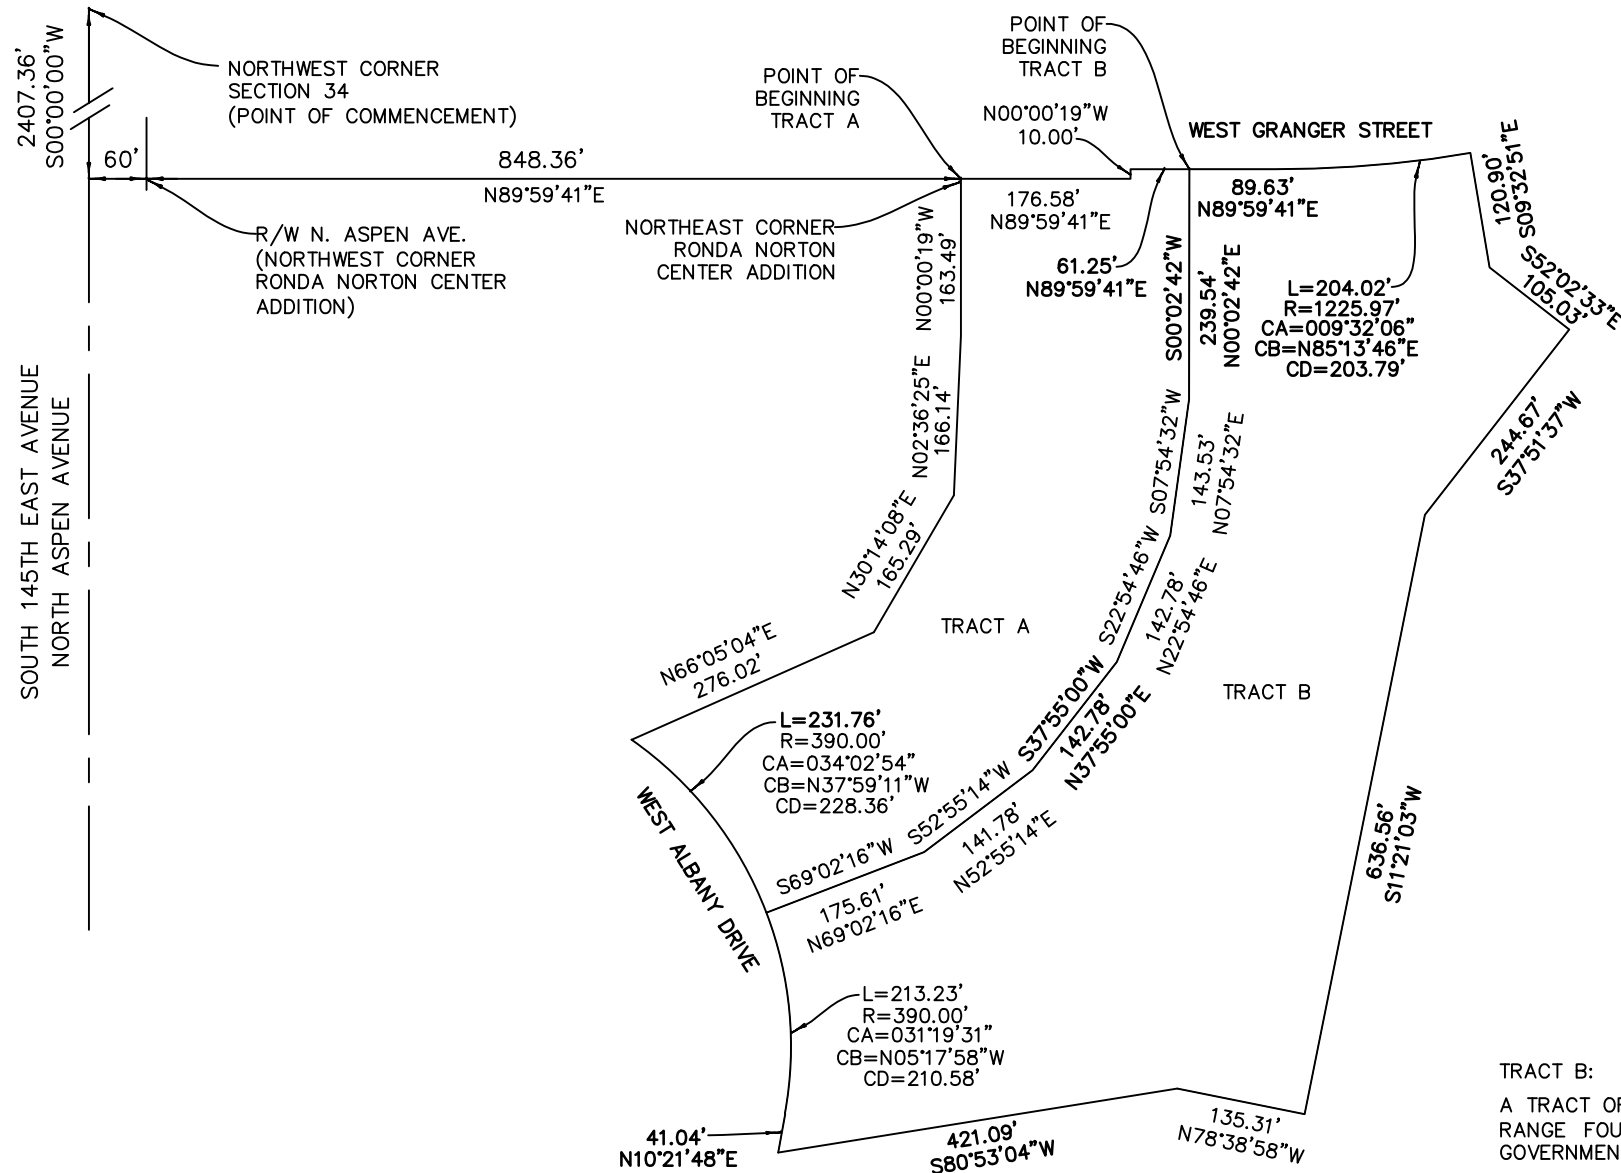 2407.36'
S0°00'00"W
NORTHWEST CORNER
SECTION 34
(POINT OF COMMENCEMENT)
60'
848.36'
N89°59'41"E
R/W N. ASPEN AVE.
(NORTHWEST CORNER
RONDA NORTON CENTER
ADDITION)
POINT OF
BEGINNING
TRACT A
NORTHEAST CORNER
RONDA NORTON
CENTER ADDITION
POINT OF
BEGINNING
TRACT B
N00°00'19"W
10.00'
176.58'
N89°59'41"E
61.25'
N89°59'41"E
WEST GRANGER STREET
89.63'
N89°59'41"E
L=204.02'
R=1225.97'
CA=009°32'06"
CB=N85°13'46"E
CD=203.79'
120.90'
S09°32'51"E
S52°02'33"E
105.03'
244.67'
S37°51'37"W
636.56'
S11°21'03"W
N00°00'19"W
163.49'
N02°36'25"E
166.14'
N30°14'08"E
165.29'
N66°05'04"E
276.02'
S00°02'42"W
239.54'
N00°02'42"E
S07°54'32"W
143.53'
N07°54'32"E
S22°54'46"W
142.78'
N22°54'46"E
S37°55'00"W
142.78'
N37°55'00"E
S52°55'14"W
141.78'
N52°55'14"E
S69°02'16"W
175.61'
N69°02'16"E
TRACT A
TRACT B
L=231.76'
R=390.00'
CA=034°02'54"
CB=N37°59'11"W
CD=228.36'
WEST ALBANY DRIVE
L=213.23'
R=390.00'
CA=031°19'31"
CB=N05°17'58"W
CD=210.58'
41.04'
N10°21'48"E
421.09'
S80°53'04"W
135.31'
N78°38'58"W
SOUTH 145TH EAST AVENUE
NORTH ASPEN AVENUE
TRACT B:
A TRACT OF
RANGE FOU
GOVERNMEN